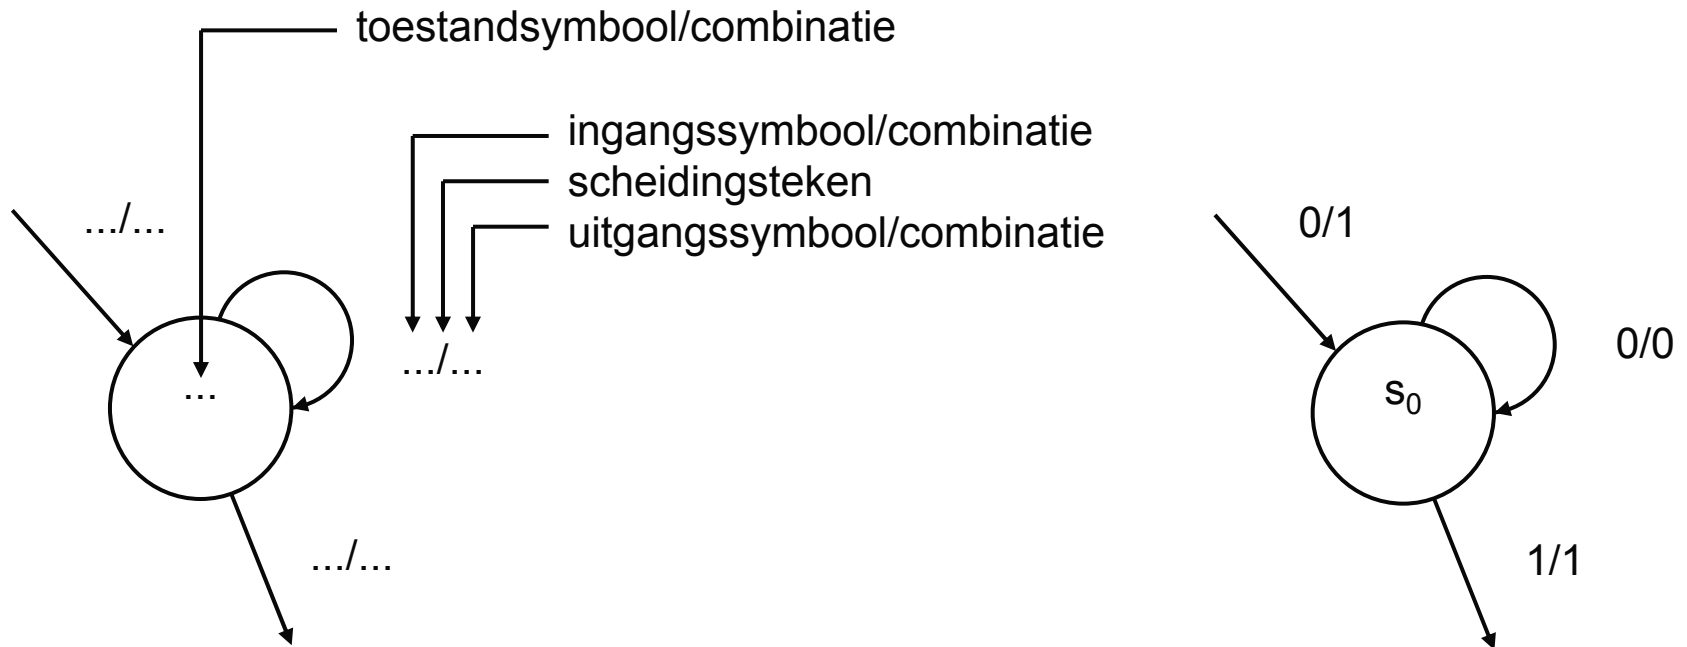 toestandsymbool/combinatie
ingangssymbool/combinatie
scheidingsteken
uitgangssymbool/combinatie
.../...
.../...
...
.../...
0/1
0/0
s₀
1/1